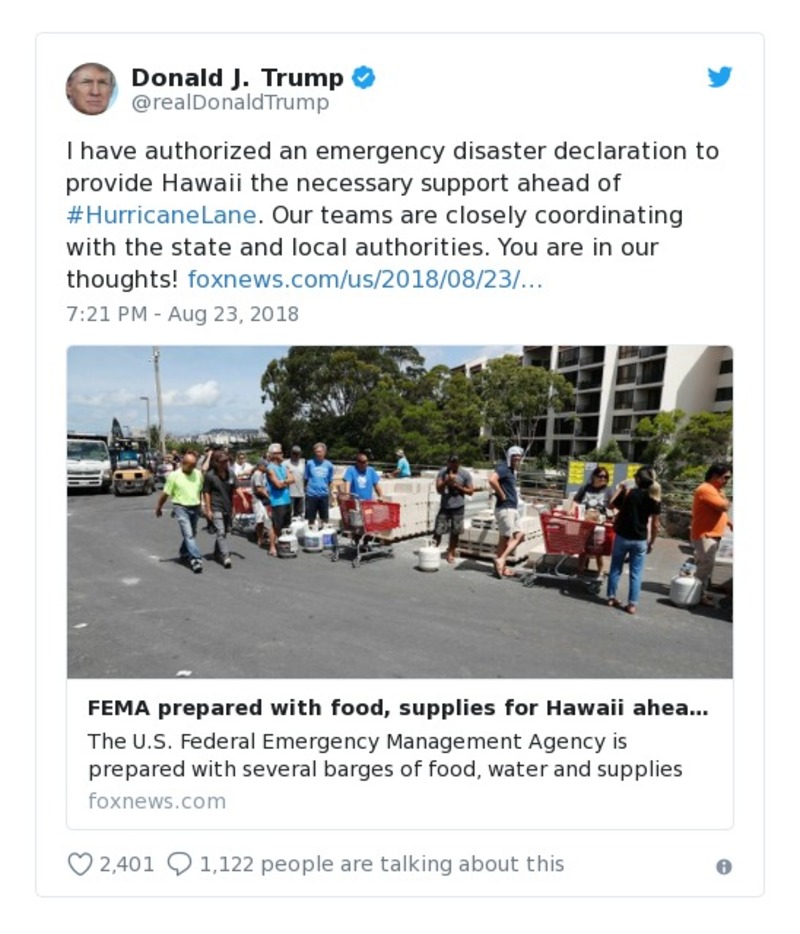 Donald J. Trump
@realDonaldTrump
I have authorized an emergency disaster declaration to
provide Hawaii the necessary support ahead of
#HurricaneLane. Our teams are closely coordinating
with the state and local authorities. You are in our
thoughts! foxnews.com/us/2018/08/23/…
7:21 PM - Aug 23, 2018
FEMA prepared with food, supplies for Hawaii ahea…
The U.S. Federal Emergency Management Agency is
prepared with several barges of food, water and supplies
foxnews.com
2,401 1,122 people are talking about this